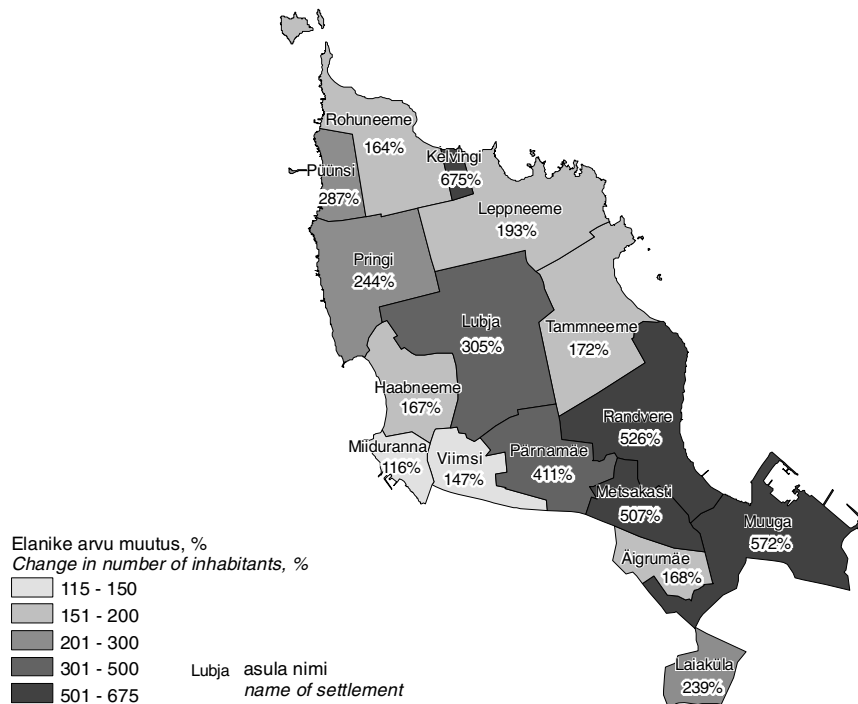 Rohuneeme
164%
Kelvingi
675%
Püünsi
287%
Leppneeme
193%
Pringi
244%
Lubja
305%
Tammneeme
172%
Haabneeme
167%
Randvere
526%
Miiduranna
116%
Viimsi
147%
Pärnamäe
411%
Metsakasti
507%
Muuga
572%
Äigrumäe
168%
Laiaküla
239%
Elanike arvu muutus, %
Change in number of inhabitants, %
115 - 150
151 - 200
201 - 300
301 - 500
501 - 675
Lubja asula nimi
name of settlement